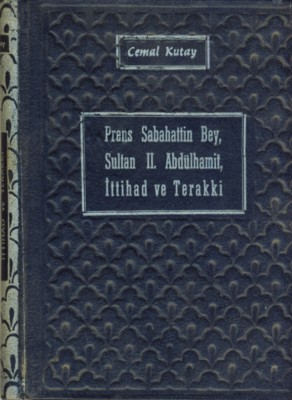 Cemal Kutay
Prens Sabahattin Bey,
Sultan II. Abdülhamit,
İttihad ve Terakki